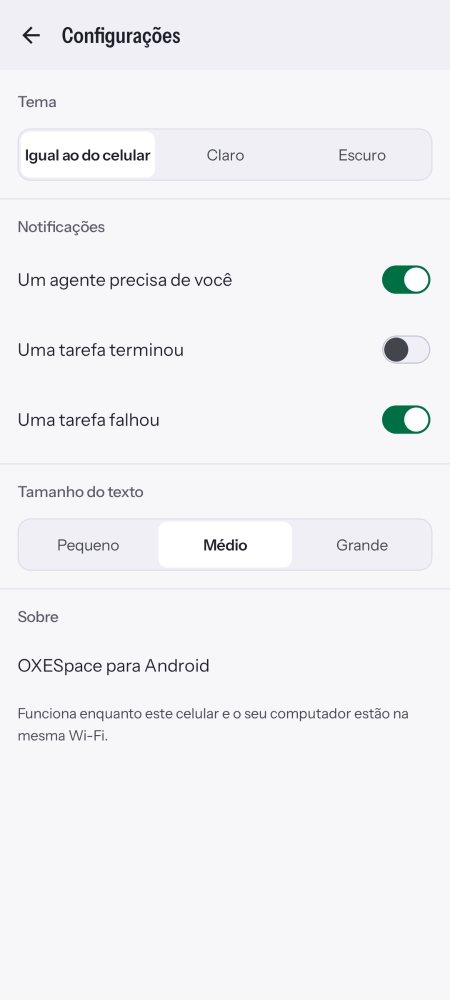 Configurações
Tema
Igual ao do celular
Claro
Escuro
Notificações
Um agente precisa de você
Uma tarefa terminou
Uma tarefa falhou
Tamanho do texto
Pequeno
Médio
Grande
Sobre
OXESpace para Android
Funciona enquanto este celular e o seu computador estão na
mesma Wi-Fi.